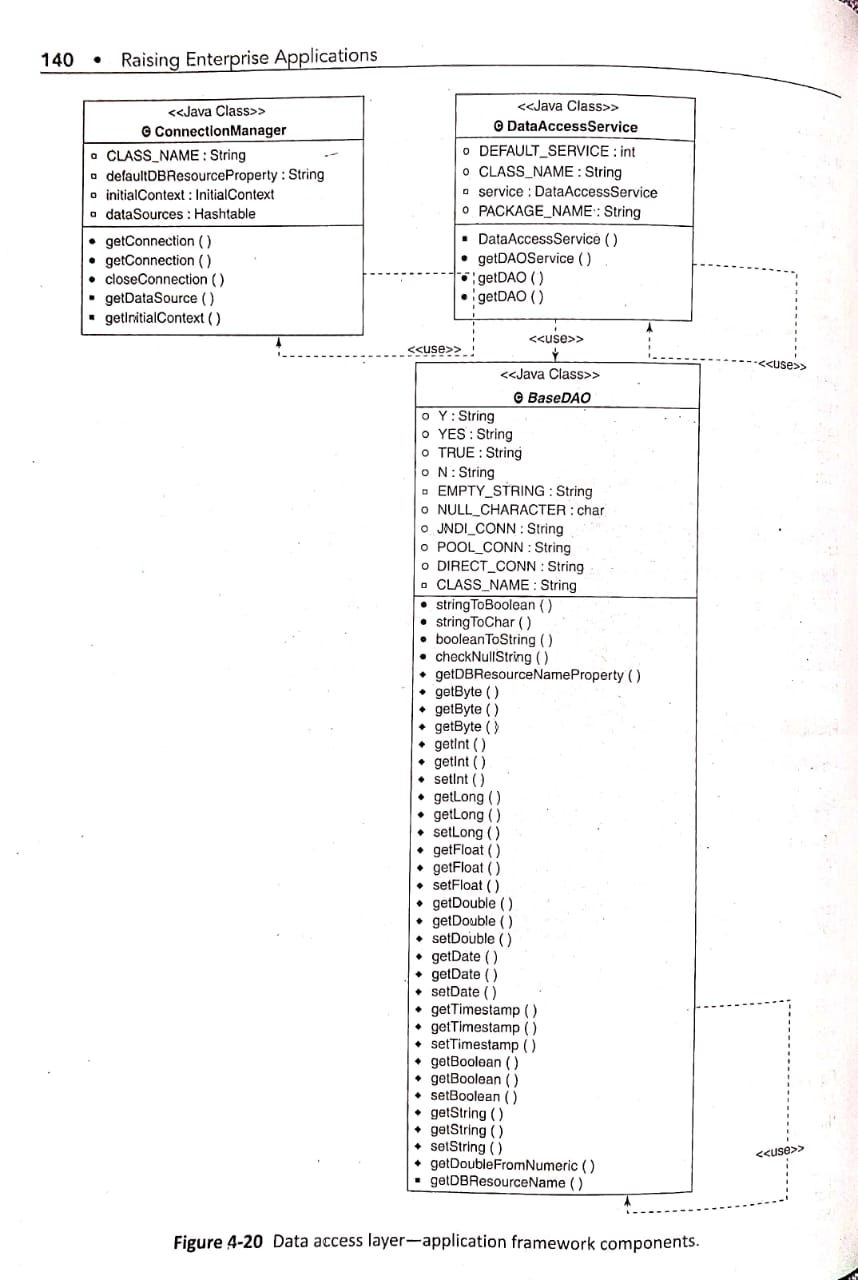 140 • Raising Enterprise Applications
<<Java Class>>
ConnectionManager
CLASS_NAME : String
defaultDBResourceProperty : String
initialContext : InitialContext
dataSources : Hashtable
getConnection ( )
getConnection ( )
closeConnection ( )
getDataSource ( )
getInitialContext ( )
<<Java Class>>
DataAccessService
DEFAULT_SERVICE : int
CLASS_NAME : String
service : DataAccessService
PACKAGE_NAME : String
DataAccessService ( )
getDAOService ( )
getDAO ( )
getDAO ( )
<<use>>
<<use>>
<<use>>
<<Java Class>>
BaseDAO
Y : String
YES : String
TRUE : String
N : String
EMPTY_STRING : String
NULL_CHARACTER : char
JNDI_CONN : String
POOL_CONN : String
DIRECT_CONN : String
CLASS_NAME : String
stringToBoolean ( )
stringToChar ( )
booleanToString ( )
checkNullString ( )
getDBResourceNameProperty ( )
getByte ( )
getByte ( )
getByte ( )
getInt ( )
getInt ( )
setInt ( )
getLong ( )
getLong ( )
setLong ( )
getFloat ( )
getFloat ( )
setFloat ( )
getDouble ( )
getDouble ( )
setDouble ( )
getDate ( )
getDate ( )
setDate ( )
getTimestamp ( )
getTimestamp ( )
setTimestamp ( )
getBoolean ( )
getBoolean ( )
setBoolean ( )
getString ( )
getString ( )
setString ( )
getDoubleFromNumeric ( )
getDBResourceName ( )
<<use>>
Figure 4-20 Data access layer—application framework components.